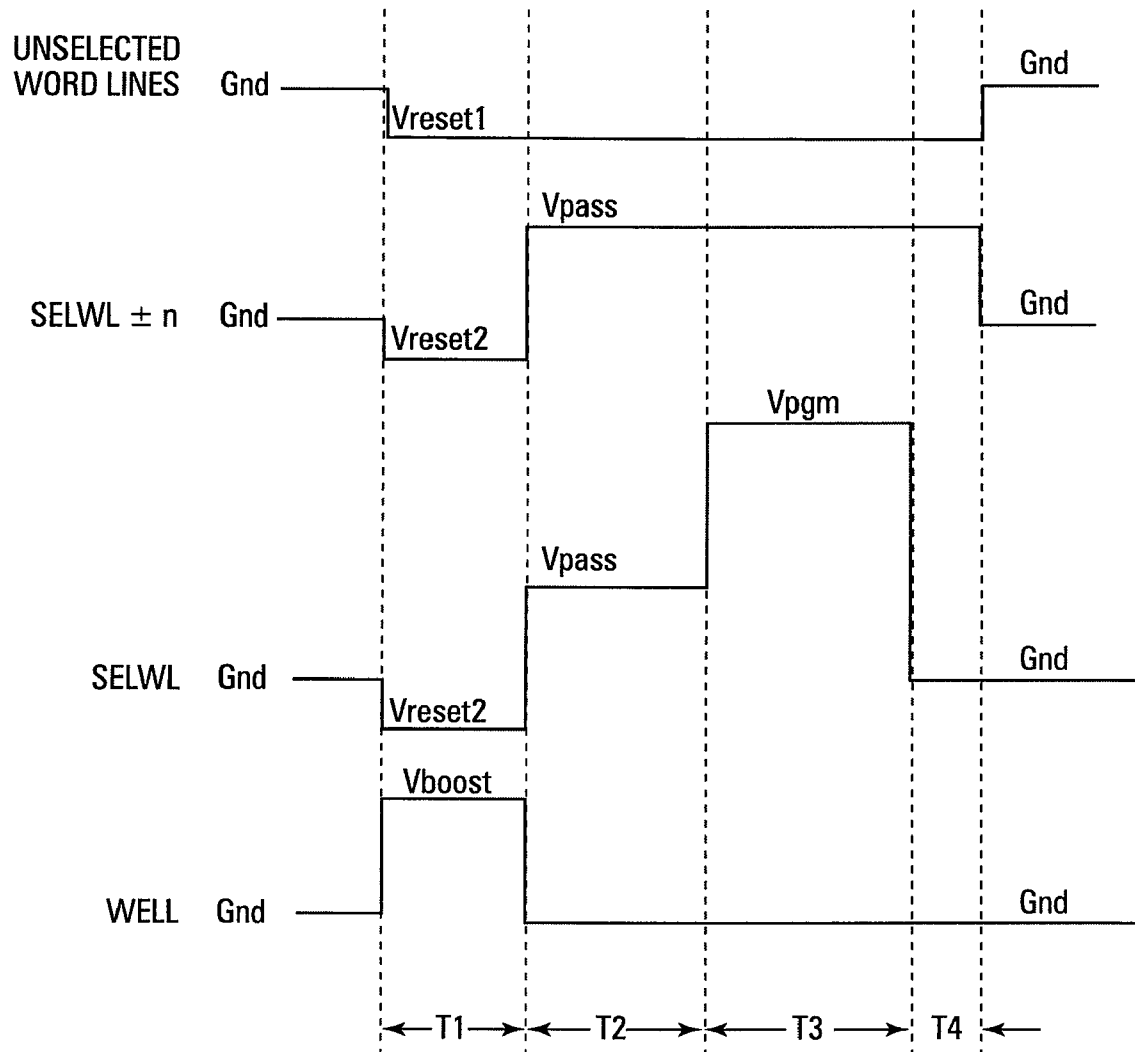 UNSELECTED
WORD LINES Gnd
Vreset1
Gnd
Vpass
SELWL ± n Gnd
Vreset2
Gnd
Vpgm
Vpass
SELWL Gnd
Vreset2
Gnd
Vboost
WELL Gnd
Gnd
T1 T2 T3 T4